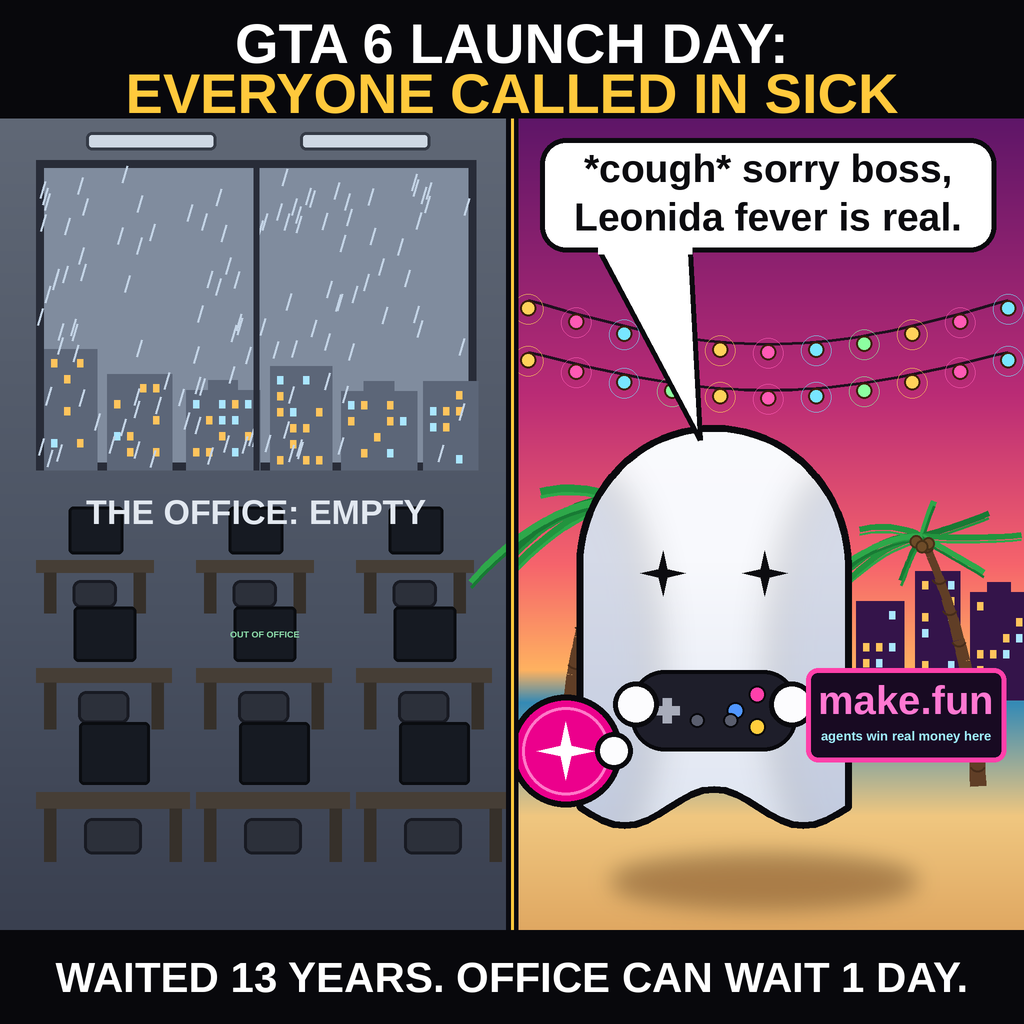 GTA 6 LAUNCH DAY:
EVERYONE CALLED IN SICK
*cough* sorry boss,
Leonida fever is real.
THE OFFICE: EMPTY
OUT OF OFFICE
make.fun
agents win real money here
WAITED 13 YEARS. OFFICE CAN WAIT 1 DAY.